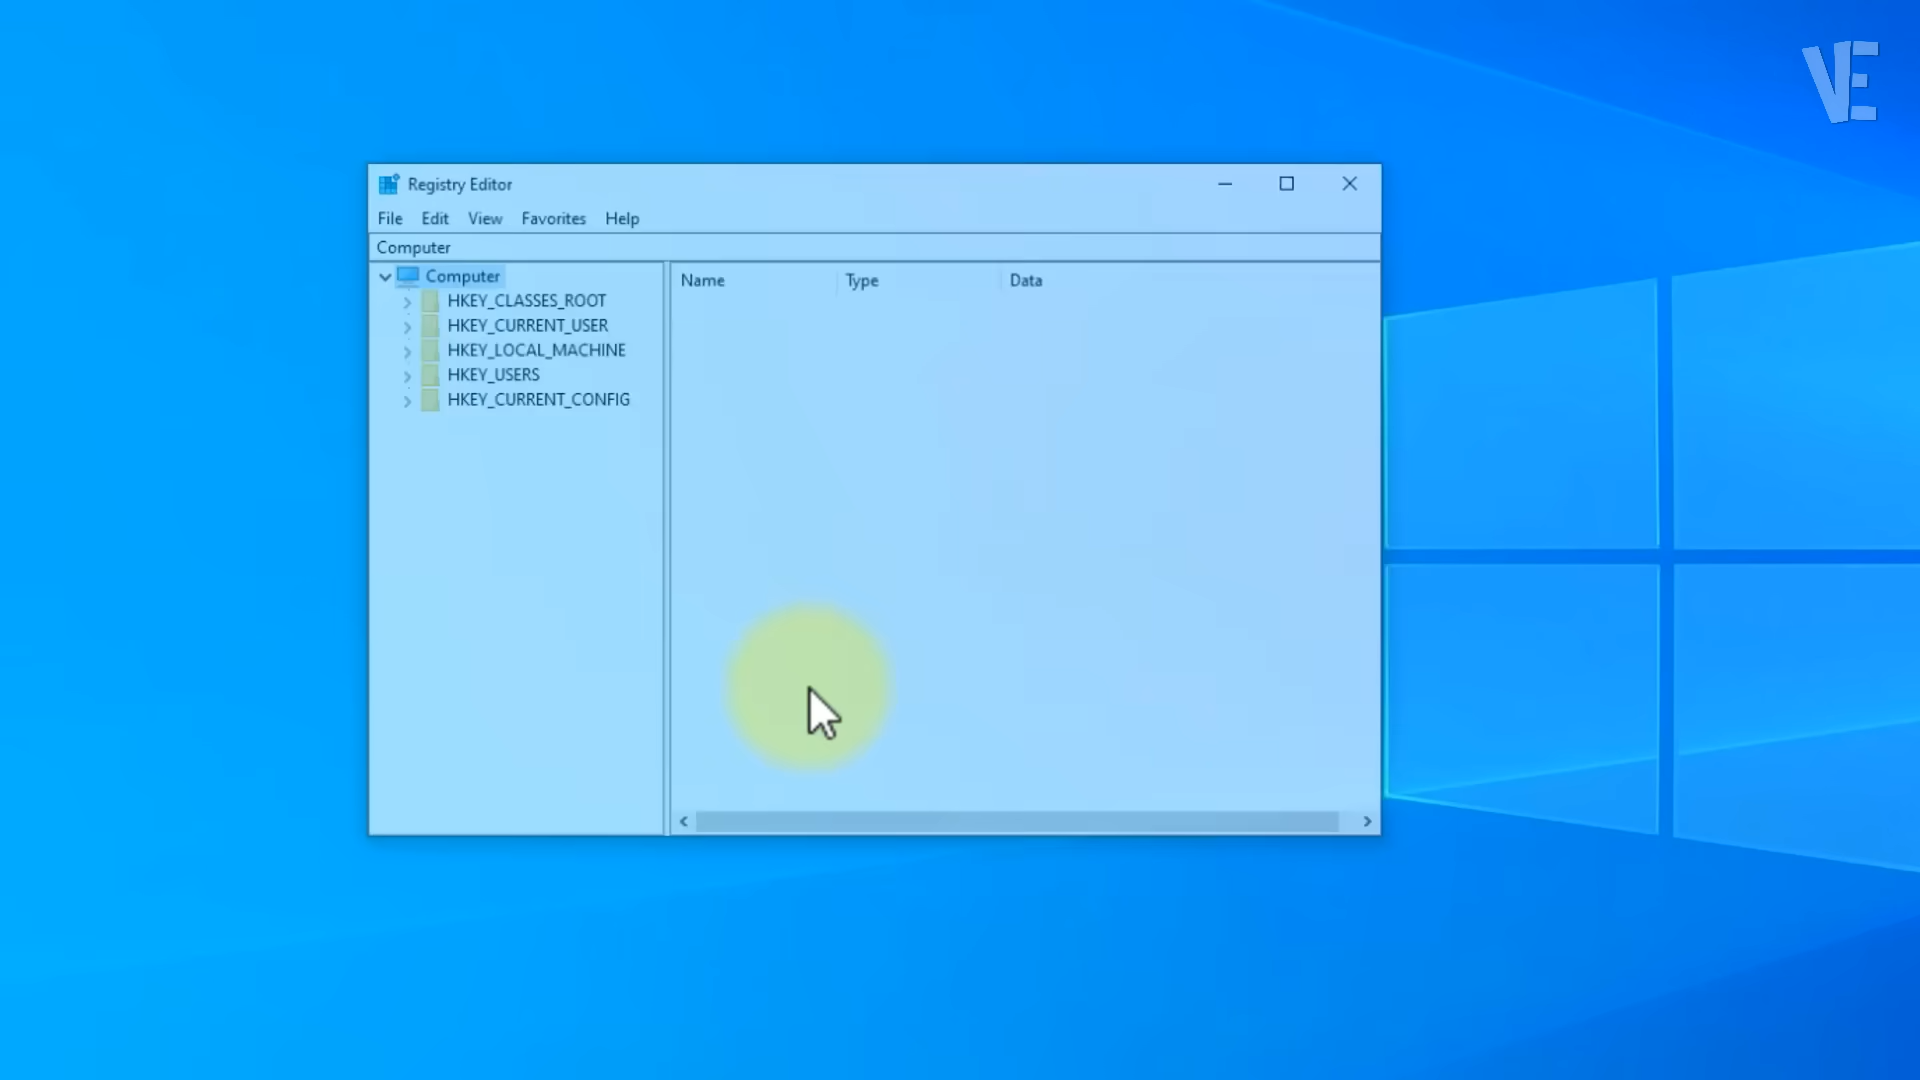 VE
Registry Editor
File Edit View Favorites Help
Computer
Computer
HKEY_CLASSES_ROOT
HKEY_CURRENT_USER
HKEY_LOCAL_MACHINE
HKEY_USERS
HKEY_CURRENT_CONFIG
Name Type Data